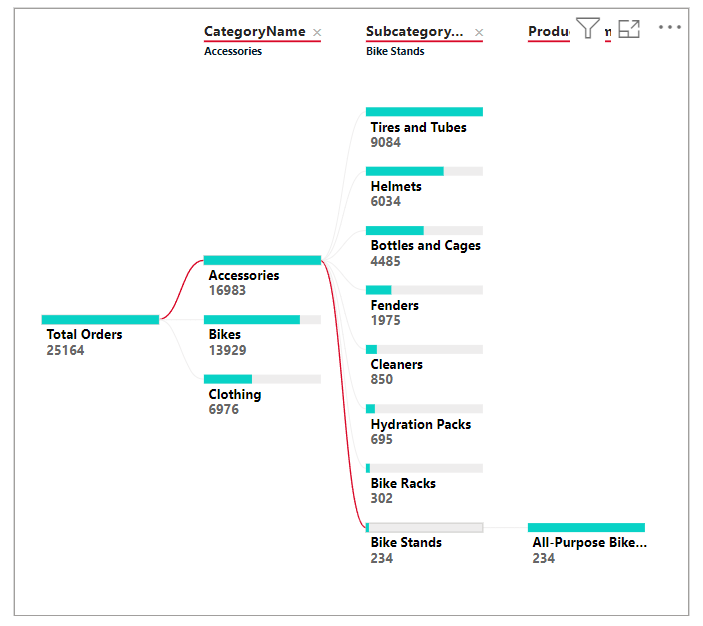 CategoryName ×
Accessories
Subcategory... ×
Bike Stands
Produ
Tires and Tubes
9084
Helmets
6034
Bottles and Cages
4485
Accessories
16983
Fenders
1975
Total Orders
25164
Bikes
13929
Cleaners
850
Clothing
6976
Hydration Packs
695
Bike Racks
302
Bike Stands
234
All-Purpose Bike...
234